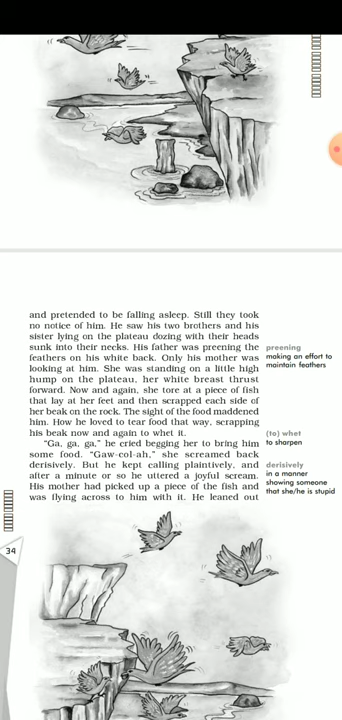 and pretended to be falling asleep. Still they took
no notice of him. He saw his two brothers and his
sister lying on the plateau dozing with their heads
sunk into their necks. His father was preening the
feathers on his white back. Only his mother was
looking at him. She was standing on a little high
hump on the plateau, her white breast thrust
forward. Now and again, she tore at a piece of fish
that lay at her feet and then scrapped each side of
her beak on the rock. The sight of the food maddened
him. How he loved to tear food that way, scrapping
his beak now and again to whet it.
“Ga, ga, ga,” he cried begging her to bring him
some food. “Gaw-col-ah,” she screamed back
derisively. But he kept calling plaintively, and
after a minute or so he uttered a joyful scream.
His mother had picked up a piece of the fish and
was flying across to him with it. He leaned out
preening
making an effort to
maintain feathers
(to) whet
to sharpen
derisively
in a manner
showing someone
that she/he is stupid
34